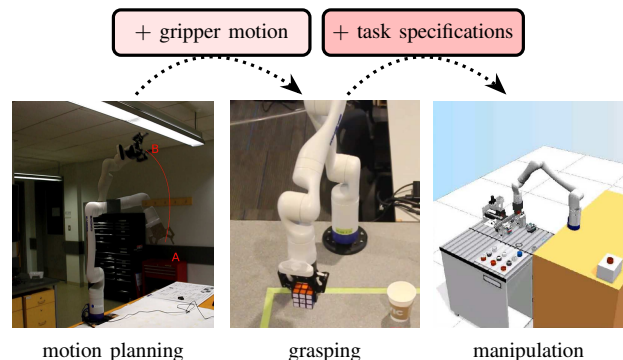 + gripper motion
+ task specifications
B
A
motion planning
grasping
manipulation